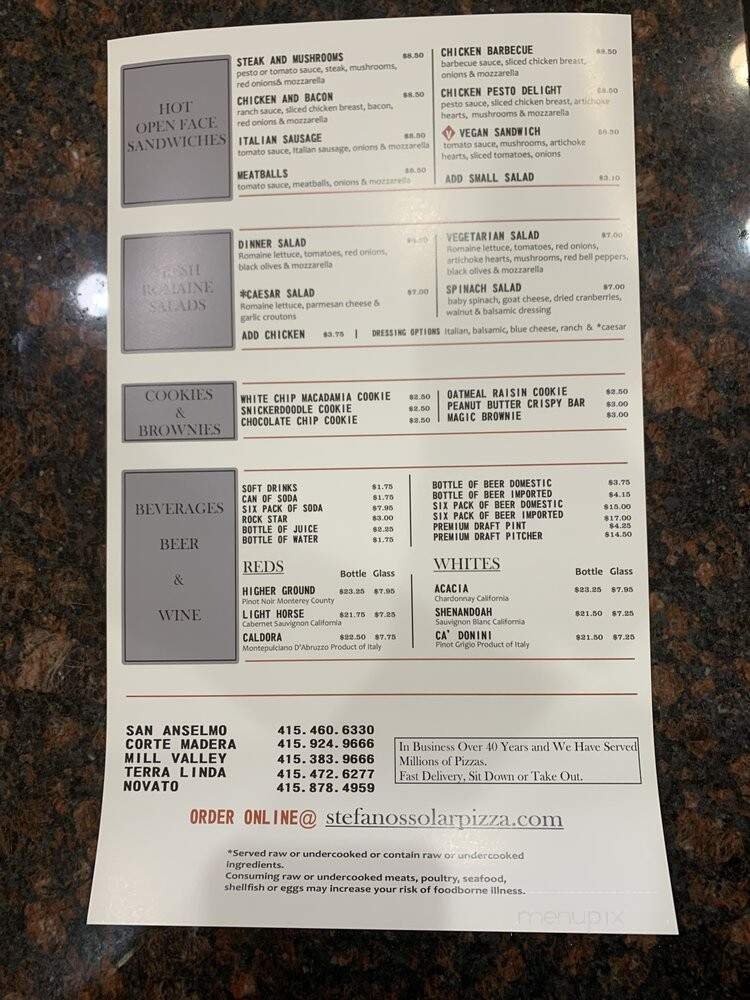 HOT
OPEN FACE
SANDWICHES
STEAK AND MUSHROOMS $8.50
pesto or tomato sauce, steak, mushrooms,
red onions& mozzarella
CHICKEN AND BACON $8.50
ranch sauce, sliced chicken breast, bacon,
red onions & mozzarella
ITALIAN SAUSAGE $8.50
tomato sauce, Italian sausage, onions & mozzarella
MEATBALLS $8.50
tomato sauce, meatballs, onions & mozzarella
CHICKEN BARBECUE $8.50
barbecue sauce, sliced chicken breast,
onions & mozzarella
CHICKEN PESTO DELIGHT $8.50
pesto sauce, sliced chicken breast, artichoke
hearts, mushrooms & mozzarella
V VEGAN SANDWICH
tomato sauce, mushrooms, artichoke
hearts, sliced tomatoes, onions
ADD SMALL SALAD $3.10
FRESH
ROMAINE
SALADS
DINNER SALAD
Romaine lettuce, tomatoes, red onions,
black olives & mozzarella
*CAESAR SALAD $7.00
Romaine lettuce, parmesan cheese &
garlic croutons
VEGETARIAN SALAD $7.00
Romaine lettuce, tomatoes, red onions,
artichoke hearts, mushrooms, red bell peppers,
black olives & mozzarella
SPINACH SALAD $7.00
baby spinach, goat cheese, dried cranberries,
walnut & balsamic dressing
ADD CHICKEN $3.75 | DRESSING OPTIONS Italian, balsamic, blue cheese, ranch & *caesar
COOKIES
&
BROWNIES
WHITE CHIP MACADAMIA COOKIE $2.50
SNICKERDOODLE COOKIE $2.50
CHOCOLATE CHIP COOKIE $2.50
OATMEAL RAISIN COOKIE $2.50
PEANUT BUTTER CRISPY BAR $3.00
MAGIC BROWNIE $3.00
BEVERAGES
BEER
&
WINE
SOFT DRINKS $1.75
CAN OF SODA $1.75
SIX PACK OF SODA $7.95
ROCK STAR $3.00
BOTTLE OF JUICE $2.25
BOTTLE OF WATER $1.75
BOTTLE OF BEER DOMESTIC $3.75
BOTTLE OF BEER IMPORTED $4.15
SIX PACK OF BEER DOMESTIC $15.00
SIX PACK OF BEER IMPORTED $17.00
PREMIUM DRAFT PINT $4.25
PREMIUM DRAFT PITCHER $14.50
REDS Bottle Glass
HIGHER GROUND $23.25 $7.95
Pinot Noir Monterey County
LIGHT HORSE $21.75 $7.25
Cabernet Sauvignon California
CALDORA $22.50 $7.75
Montepulciano D'Abruzzo Product of Italy
WHITES Bottle Glass
ACACIA $23.25 $7.95
Chardonnay California
SHENANDOAH $21.50 $7.25
Sauvignon Blanc California
CA' DONINI $21.50 $7.25
Pinot Grigio Product of Italy
SAN ANSELMO 415.460.6330
CORTE MADERA 415.924.9666
MILL VALLEY 415.383.9666
TERRA LINDA 415.472.6277
NOVATO 415.878.4959
In Business Over 40 Years and We Have Served
Millions of Pizzas.
Fast Delivery, Sit Down or Take Out.
ORDER ONLINE@ stefanossolarpizza.com
*Served raw or undercooked or contain raw or undercooked
ingredients.
Consuming raw or undercooked meats, poultry, seafood,
shellfish or eggs may increase your risk of foodborne illness.
menupix